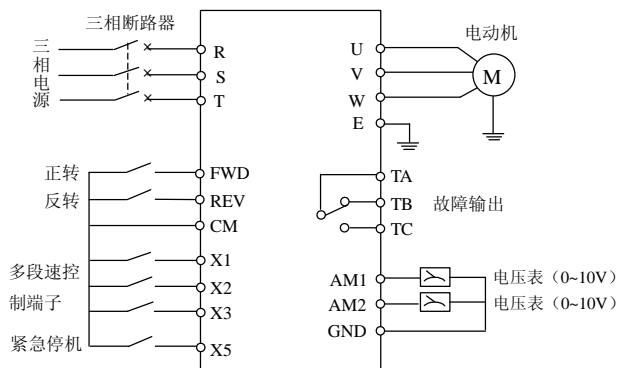 三相断路器
三相电源
R
S
T
正转
FWD
反转
REV
CM
多段速控
制端子
X1
X2
X3
紧急停机
X5
电动机
U
V
W
M
E
TA
TB
TC
故障输出
AM1
电压表（0~10V）
AM2
电压表（0~10V）
GND